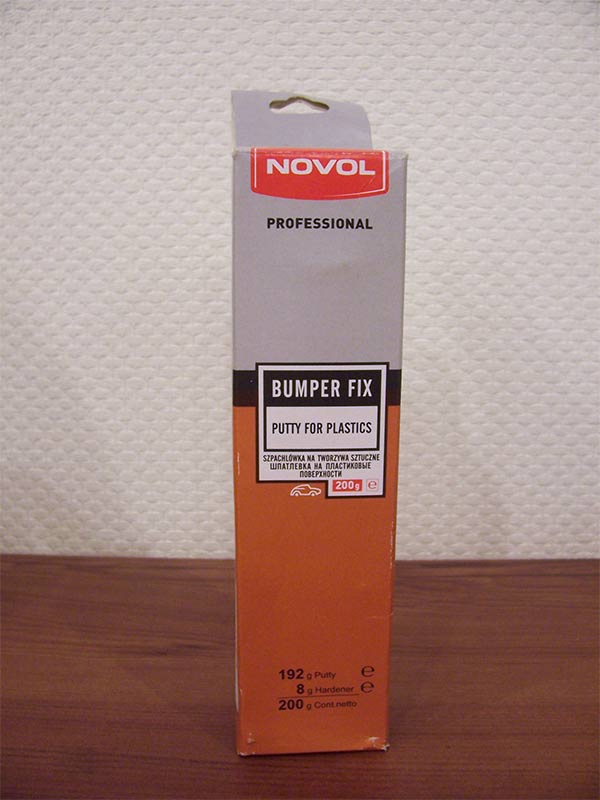 NOVOL
PROFESSIONAL
BUMPER FIX
PUTTY FOR PLASTICS
SZPACHLÓWKA NA TWORZYWA SZTUCZNE
ШПАТЛЕВКА НА ПЛАСТИКОВЫЕ
ПОВЕРХНОСТИ
200 g ℮
192 g Putty ℮
8 g Hardener ℮
200 g Cont.netto